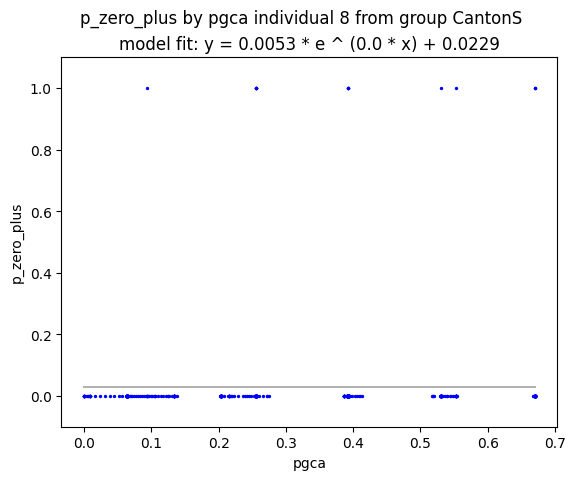 p_zero_plus by pgca individual 8 from group CantonS
model fit: y = 0.0053 * e ^ (0.0 * x) + 0.0229
1.0
0.8
0.6
0.4
0.2
0.0
p_zero_plus
0.0 0.1 0.2 0.3 0.4 0.5 0.6 0.7
pgca